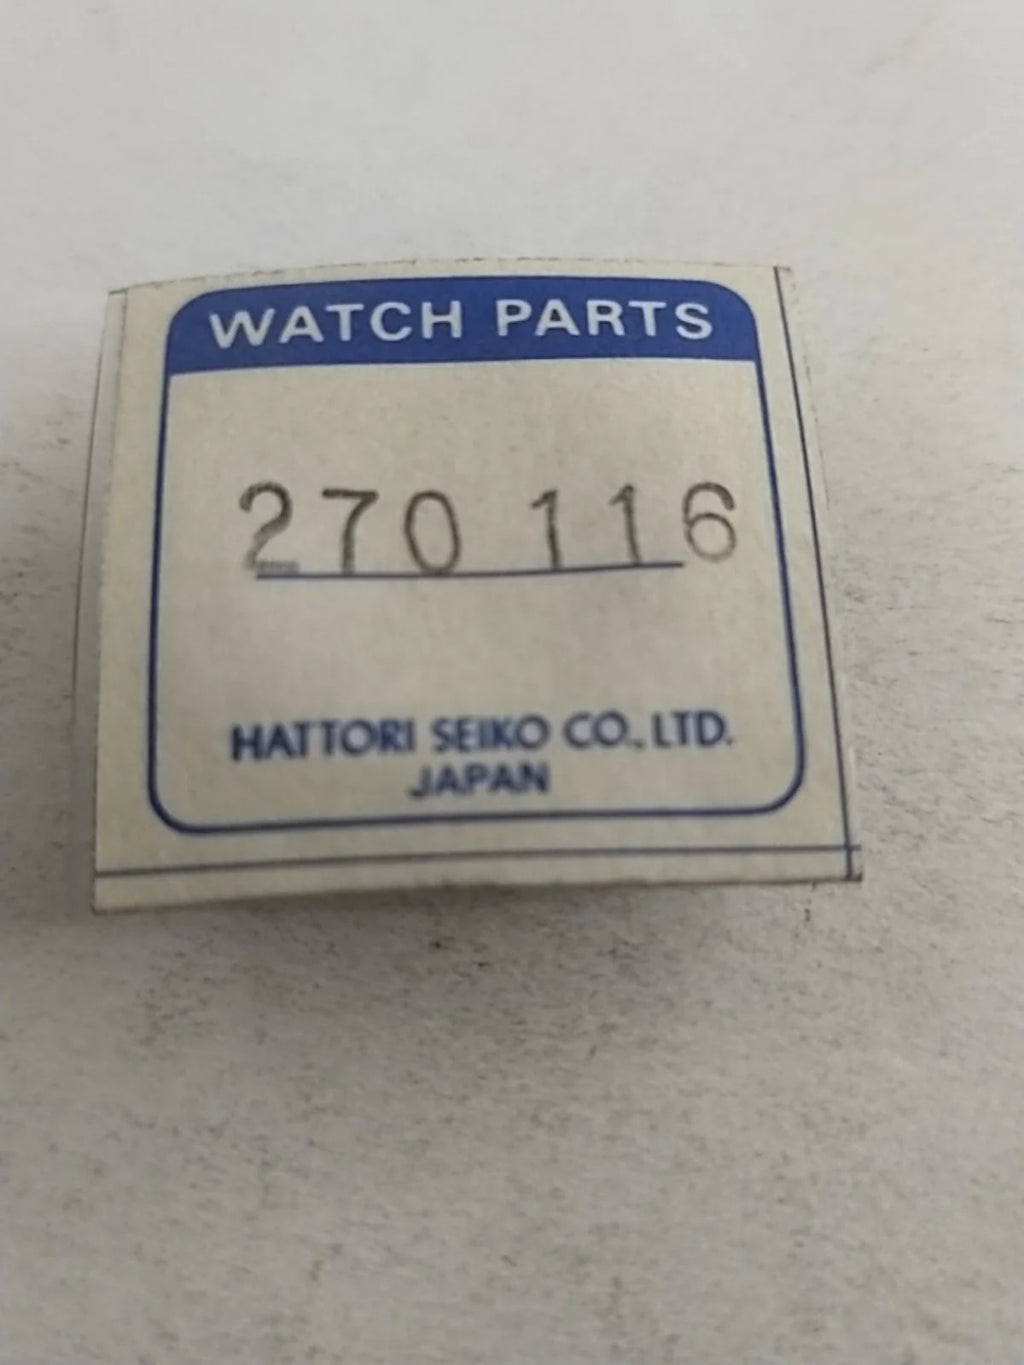 WATCH PARTS
270 116
HATTORI SEIKO CO., LTD.
JAPAN